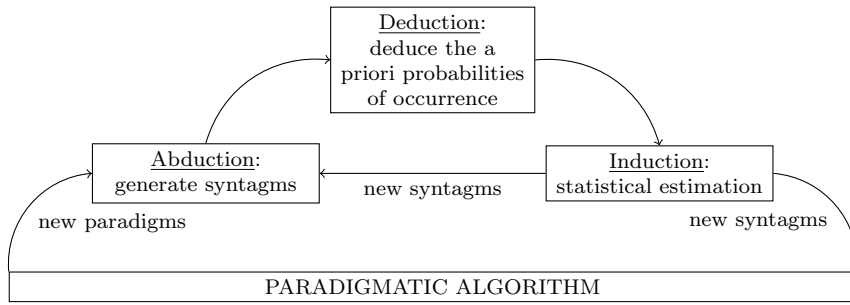 Deduction:
deduce the a
priori probabilities
of occurrence
Abduction:
generate syntagms
Induction:
statistical estimation
new syntagms
new paradigms
new syntagms
PARADIGMATIC ALGORITHM